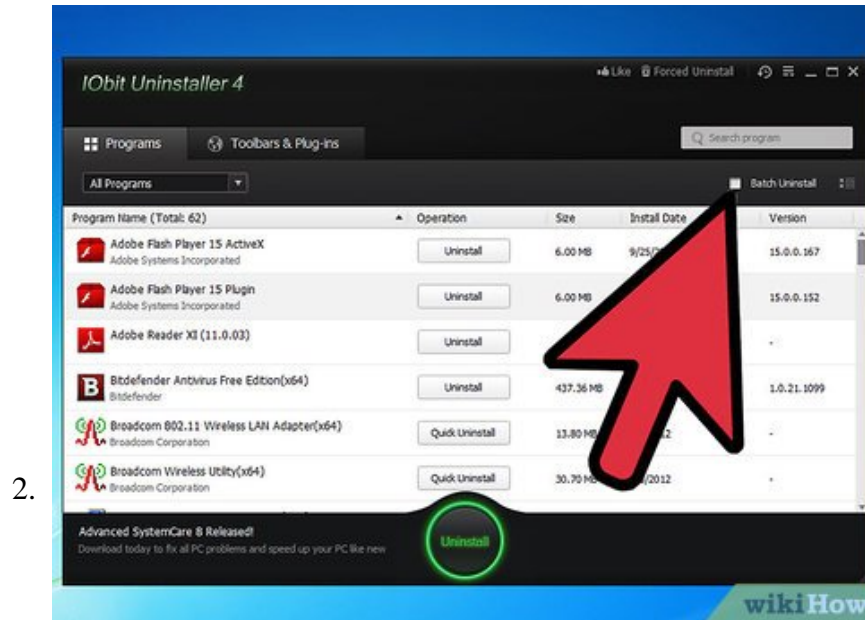 IObit Uninstaller 4
Like Forced Uninstall
Programs Toolbars & Plug-ins Search program
All Programs Batch Uninstall
Program Name (Total: 62) Operation Size Install Date Version
Adobe Flash Player 15 ActiveX
Adobe Systems Incorporated
Uninstall 6.00 MB 9/25/ 15.0.0.167
Adobe Flash Player 15 Plugin
Adobe Systems Incorporated
Uninstall 6.00 MB 15.0.0.152
Adobe Reader XI (11.0.03)
Uninstall -
Bitdefender Antivirus Free Edition(x64)
Bitdefender
Uninstall 437.36 MB 1.0.21.1099
Broadcom 802.11 Wireless LAN Adapter(x64)
Broadcom Corporation
Quick Uninstall 13.80 MB -
Broadcom Wireless Utility(x64)
Broadcom Corporation
Quick Uninstall 30.70 MB /2012 -
2.
Advanced SystemCare 8 Released!
Download today to fix all PC problems and speed up your PC like new
Uninstall
wikiHow